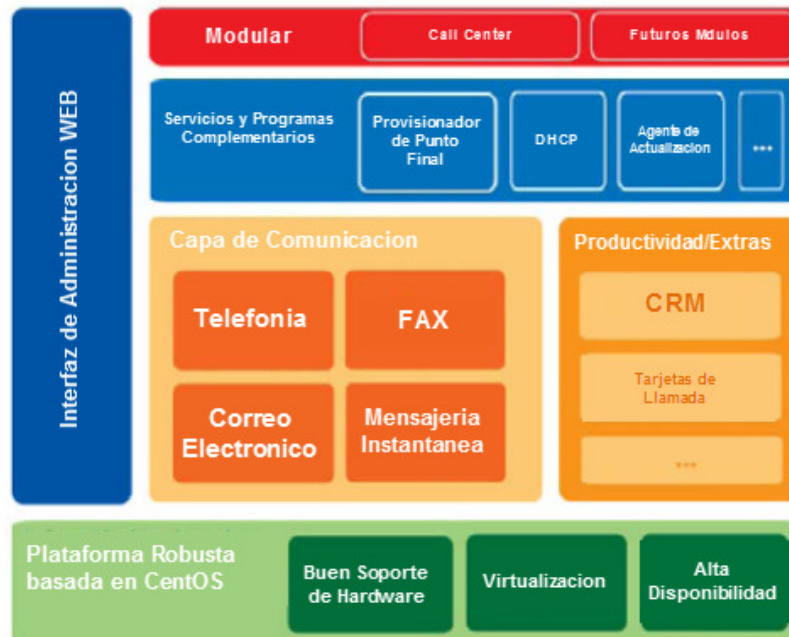 Interfaz de Administracion WEB
Modular
Call Center
Futuros Mdulos
Servicios y Programas
Complementarios
Provisionador
de Punto
Final
DHCP
Agente de
Actualizacion
...
Capa de Comunicacion
Telefonia
FAX
Correo
Electronico
Mensajeria
Instantanea
Productividad/Extras
CRM
Tarjetas de
Llamada
...
Plataforma Robusta
basada en CentOS
Buen Soporte
de Hardware
Virtualizacion
Alta
Disponibilidad